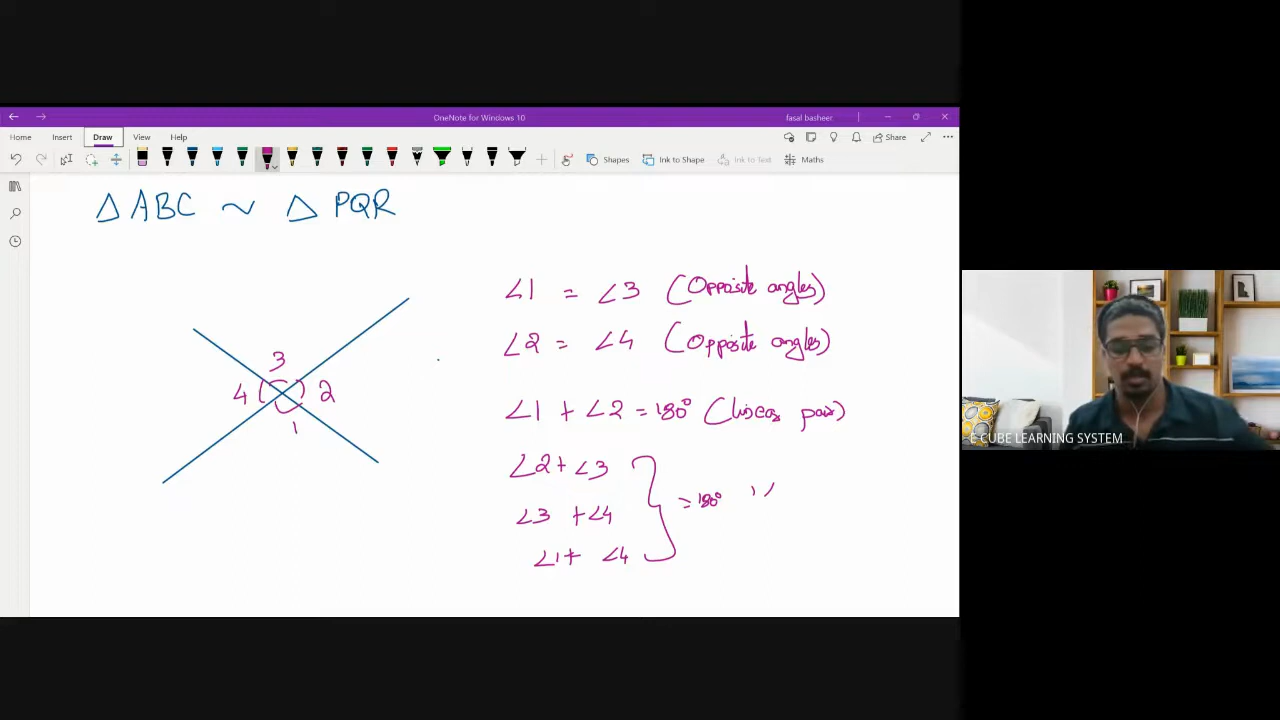 OneNote for Windows 10
fasal basheer
Home Insert Draw View Help
Share
Shapes Ink to Shape Ink to Text Maths
△ ABC ~ △ PQR
∠1 = ∠3 (Opposite angles)
∠2 = ∠4 (Opposite angles)
∠1 + ∠2 = 180° (linear pair)
∠2 + ∠3
∠3 + ∠4
∠1 + ∠4
= 180° ''
3
4 2
1
E CUBE LEARNING SYSTEM